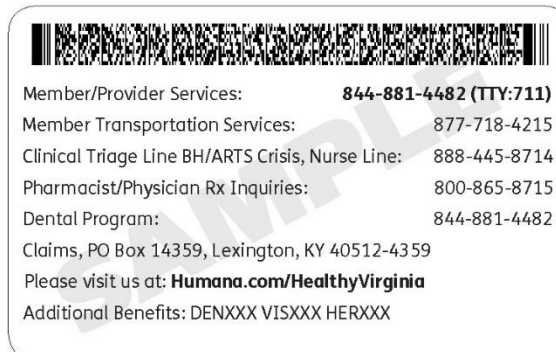 Member/Provider Services: 844-881-4482 (TTY:711)
Member Transportation Services: 877-718-4215
Clinical Triage Line BH/ARTS Crisis, Nurse Line: 888-445-8714
Pharmacist/Physician Rx Inquiries: 800-865-8715
Dental Program: 844-881-4482
Claims, PO Box 14359, Lexington, KY 40512-4359
Please visit us at: Humana.com/HealthyVirginia
Additional Benefits: DENXXX VISXXX HERXXX
SAMPLE